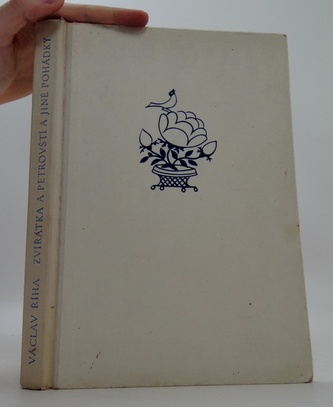 VÁCLAV ŘÍHA ZVÍŘÁTKA A PETROVŠTÍ A JINÉ POHÁDKY